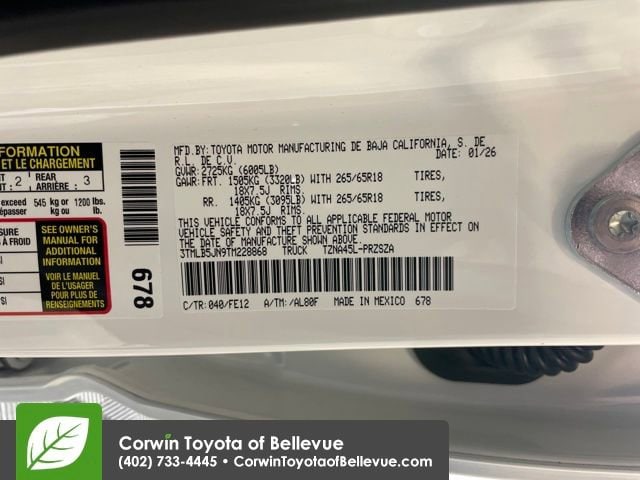 FORMATION
ET LE CHARGEMENT
2 REAR ARRIÈRE : 3
exceed 545 kg or 1200 lbs.
kg ou lb.
SEE OWNER'S
MANUAL FOR
ADDITIONAL
INFORMATION
VOIR LE MANUEL
DE L'USAGER
POUR PLUS DE
RENSEIGNEMENTS
À FROID
678
MFD.BY:TOYOTA MOTOR MANUFACTURING DE BAJA CALIFORNIA, S. DE
R.L. DE C.V. DATE: 01/26
GVWR: 2725KG (6005LB)
GAWR: FRT. 1505KG (3320LB) WITH 265/65R18 TIRES,
18X7.5J RIMS.
RR. 1405KG (3095LB) WITH 265/65R18 TIRES,
18X7.5J RIMS.
THIS VEHICLE CONFORMS TO ALL APPLICABLE FEDERAL MOTOR
VEHICLE SAFETY AND THEFT PREVENTION STANDARDS IN EFFECT ON
THE DATE OF MANUFACTURE SHOWN ABOVE.
3TMLB5JN9TM228868 TRUCK TZNA45L-PRZSZA
C/TR: 040/FE12 A/TM: /AL80F MADE IN MEXICO 678
Corwin Toyota of Bellevue
(402) 733-4445 • CorwinToyotaofBellevue.com